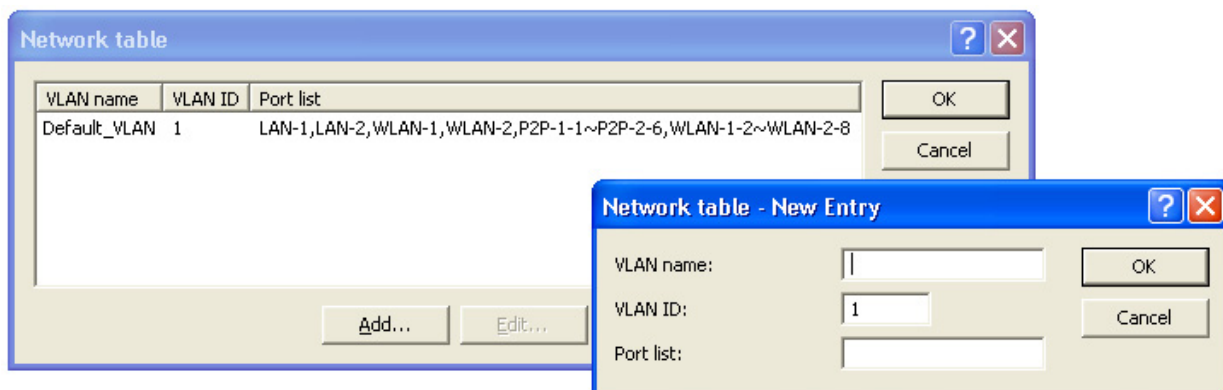 Network table
VLAN name VLAN ID Port list
Default_VLAN 1 LAN-1,LAN-2,WLAN-1,WLAN-2,P2P-1-1~P2P-2-6,WLAN-1-2~WLAN-2-8
OK
Cancel
Add...
Edit...
Network table - New Entry
VLAN name:
OK
VLAN ID: 1
Cancel
Port list: